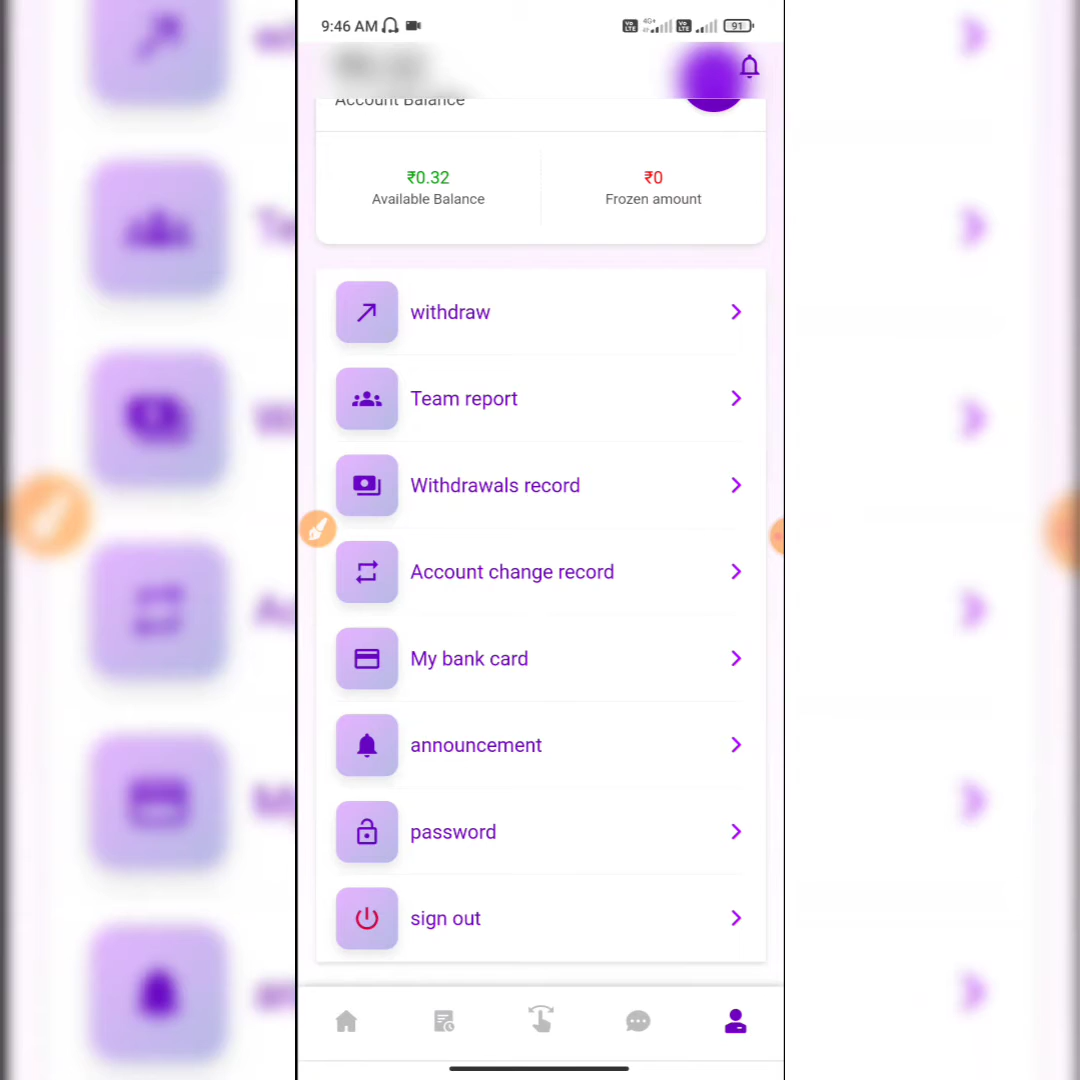 9:46 AM
4G+
91
Account Balance
₹0.32
₹0
Available Balance
Frozen amount
withdraw
Team report
Withdrawals record
Account change record
My bank card
announcement
password
sign out